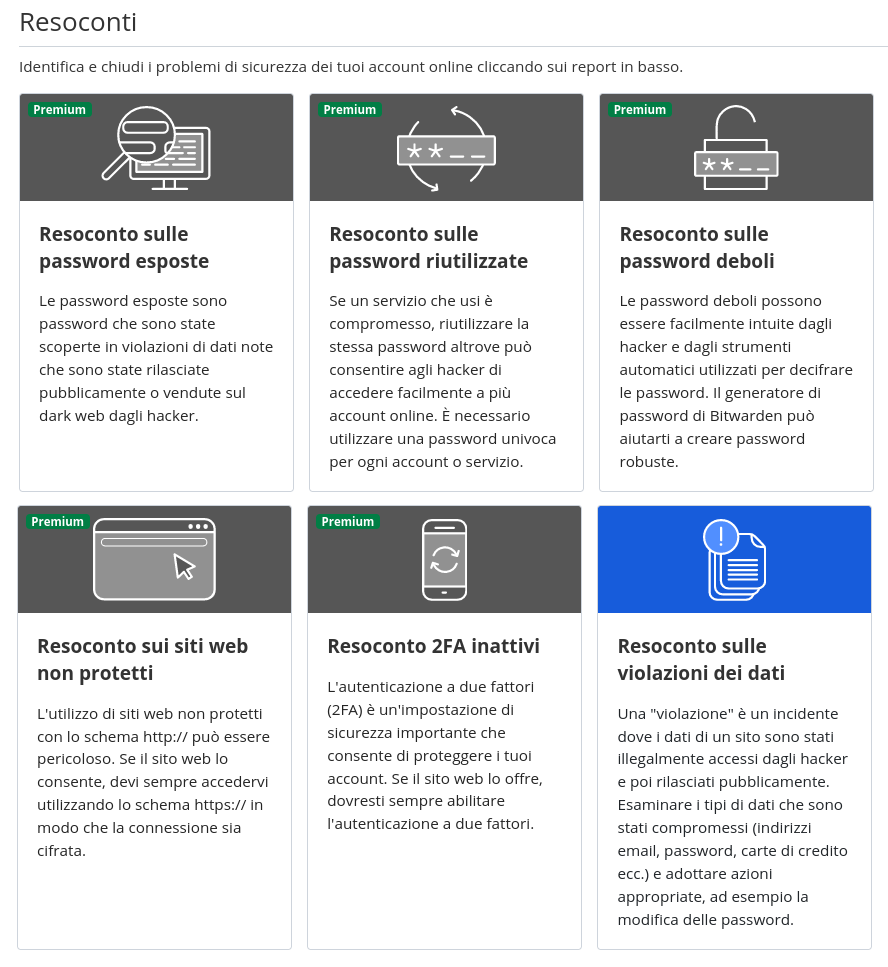 Resoconti
Identifica e chiudi i problemi di sicurezza dei tuoi account online cliccando sui report in basso.
Premium
* * _ _
Resoconto sulle
password esposte
Le password esposte sono
password che sono state
scoperte in violazioni di dati note
che sono state rilasciate
pubblicamente o vendute sul
dark web dagli hacker.
Premium
Resoconto sulle
password riutilizzate
Se un servizio che usi è
compromesso, riutilizzare la
stessa password altrove può
consentire agli hacker di
accedere facilmente a più
account online. È necessario
utilizzare una password univoca
per ogni account o servizio.
Premium
* * _ _
Resoconto sulle
password deboli
Le password deboli possono
essere facilmente intuite dagli
hacker e dagli strumenti
automatici utilizzati per decifrare
le password. Il generatore di
password di Bitwarden può
aiutarti a creare password
robuste.
Premium
Resoconto sui siti web
non protetti
L'utilizzo di siti web non protetti
con lo schema http:// può essere
pericoloso. Se il sito web lo
consente, devi sempre accedervi
utilizzando lo schema https:// in
modo che la connessione sia
cifrata.
Premium
Resoconto 2FA inattivi
L'autenticazione a due fattori
(2FA) è un'impostazione di
sicurezza importante che
consente di proteggere i tuoi
account. Se il sito web lo offre,
dovresti sempre abilitare
l'autenticazione a due fattori.
!
Resoconto sulle
violazioni dei dati
Una "violazione" è un incidente
dove i dati di un sito sono stati
illegalmente accessi dagli hacker
e poi rilasciati pubblicamente.
Esaminare i tipi di dati che sono
stati compromessi (indirizzi
email, password, carte di credito
ecc.) e adottare azioni
appropriate, ad esempio la
modifica delle password.